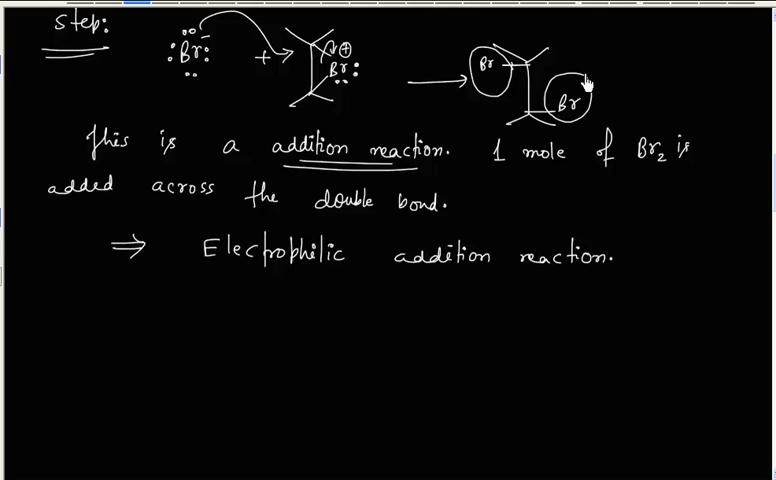 Step:
:Br: + Br: Br Br
This is a addition reaction. 1 mole of Br2 is
added across the double bond.
⇒ Electrophilic addition reaction.